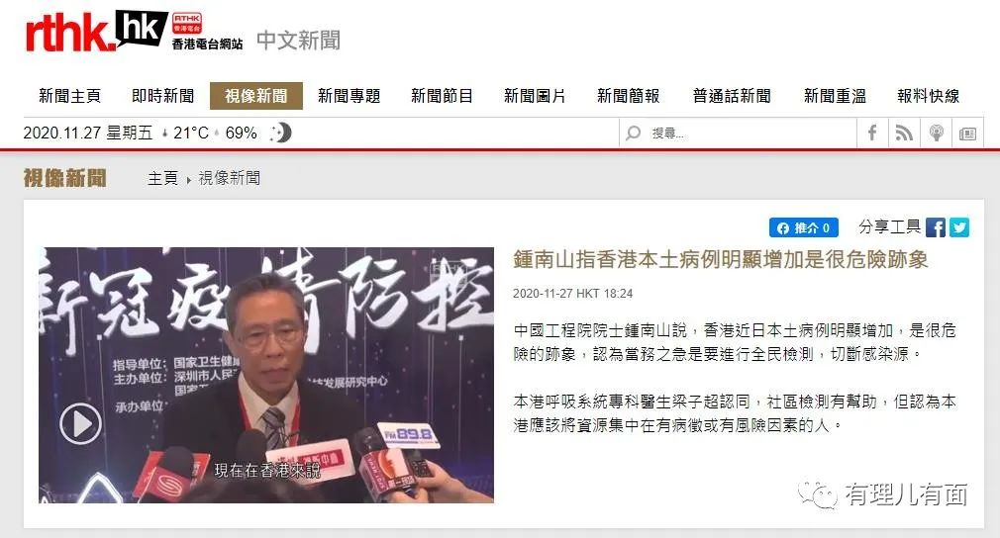 rthk.hk
RTHK
香港電台
香港電台網站
中文新聞
新聞主頁 即時新聞 視像新聞 新聞專題 新聞節目 新聞圖片 新聞簡報 普通話新聞 新聞重溫 報料快線
2020.11.27 星期五 21°C 69%
搜尋...
視像新聞 主頁 視像新聞
推介 0 分享工具
鍾南山指香港本土病例明顯增加是很危險跡象
2020-11-27 HKT 18:24
中國工程院院士鍾南山說，香港近日本土病例明顯增加，是很危
險的跡象，認為當務之急是要進行全民檢測，切斷感染源。
本港呼吸系統專科醫生梁子超認同，社區檢測有幫助，但認為本
港應該將資源集中在有病徵或有風險因素的人。
RTHK
新冠疫情防控
指导单位：国家卫生健康
主办单位：深圳市人民
国家卫
技发展研究中心
承办单位：
FM 89.8
現在在香港來說
有理儿有面